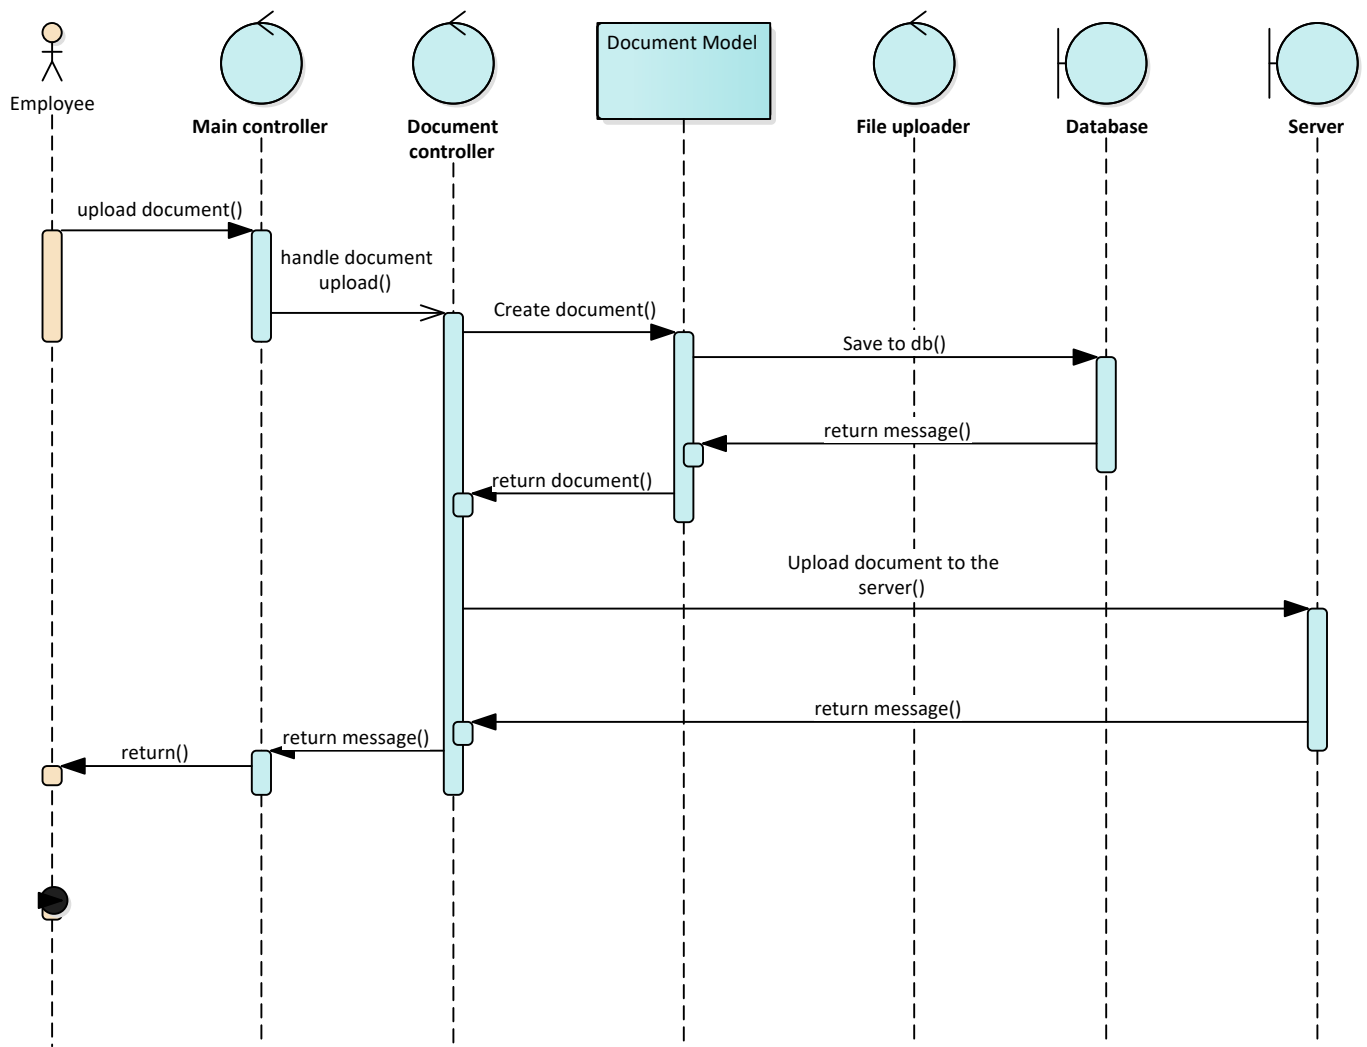 Employee
Main controller
Document
controller
Document Model
File uploader
Database
Server
upload document()
handle document
upload()
Create document()
Save to db()
return message()
return document()
Upload document to the
server()
return message()
return message()
return()